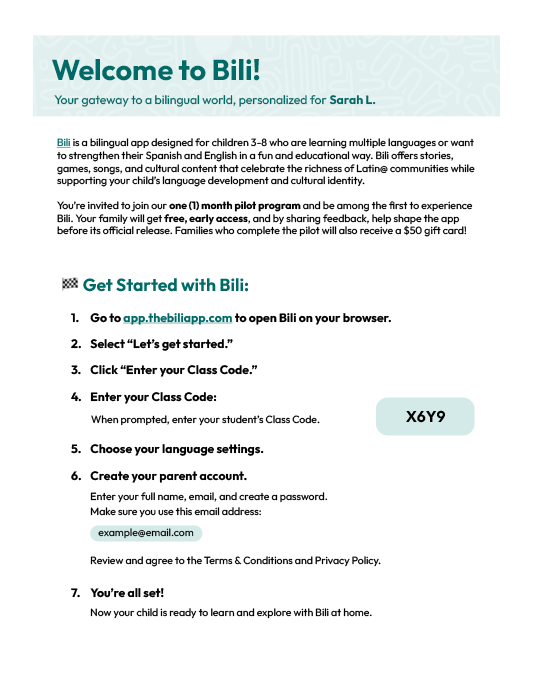 Welcome to Bili!
Your gateway to a bilingual world, personalized for Sarah L.
Bili is a bilingual app designed for children 3-8 who are learning multiple languages or want
to strengthen their Spanish and English in a fun and educational way. Bili offers stories,
games, songs, and cultural content that celebrate the richness of Latin@ communities while
supporting your child's language development and cultural identity.
You're invited to join our one (1) month pilot program and be among the first to experience
Bili. Your family will get free, early access, and by sharing feedback, help shape the app
before its official release. Families who complete the pilot will also receive a $50 gift card!
Get Started with Bili:
1. Go to app.thebiliapp.com to open Bili on your browser.
2. Select “Let's get started.”
3. Click “Enter your Class Code.”
4. Enter your Class Code:
When prompted, enter your student's Class Code.
X6Y9
5. Choose your language settings.
6. Create your parent account.
Enter your full name, email, and create a password.
Make sure you use this email address:
example@email.com
Review and agree to the Terms & Conditions and Privacy Policy.
7. You're all set!
Now your child is ready to learn and explore with Bili at home.